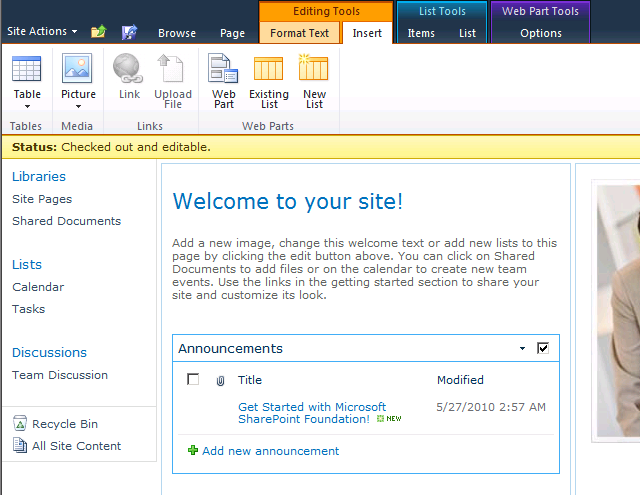 Editing Tools
List Tools
Web Part Tools
Site Actions
Browse
Page
Format Text
Insert
Items
List
Options
Table
Picture
Link
Upload
File
Web
Part
Existing
List
New
List
Tables
Media
Links
Web Parts
Status: Checked out and editable.
Libraries
Site Pages
Shared Documents
Lists
Calendar
Tasks
Discussions
Team Discussion
Recycle Bin
All Site Content
Welcome to your site!
Add a new image, change this welcome text or add new lists to this
page by clicking the edit button above. You can click on Shared
Documents to add files or on the calendar to create new team
events. Use the links in the getting started section to share your
site and customize its look.
Announcements
Title
Modified
Get Started with Microsoft
SharePoint Foundation! NEW
5/27/2010 2:57 AM
Add new announcement